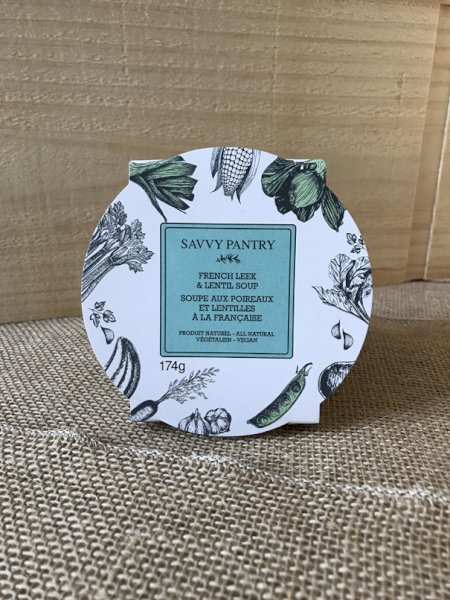 SAVVY PANTRY
FRENCH LEEK
& LENTIL SOUP
SOUPE AUX POIREAUX
ET LENTILLES
À LA FRANÇAISE
PRODUIT NATUREL - ALL NATURAL
VÉGÉTALIEN - VEGAN
174g